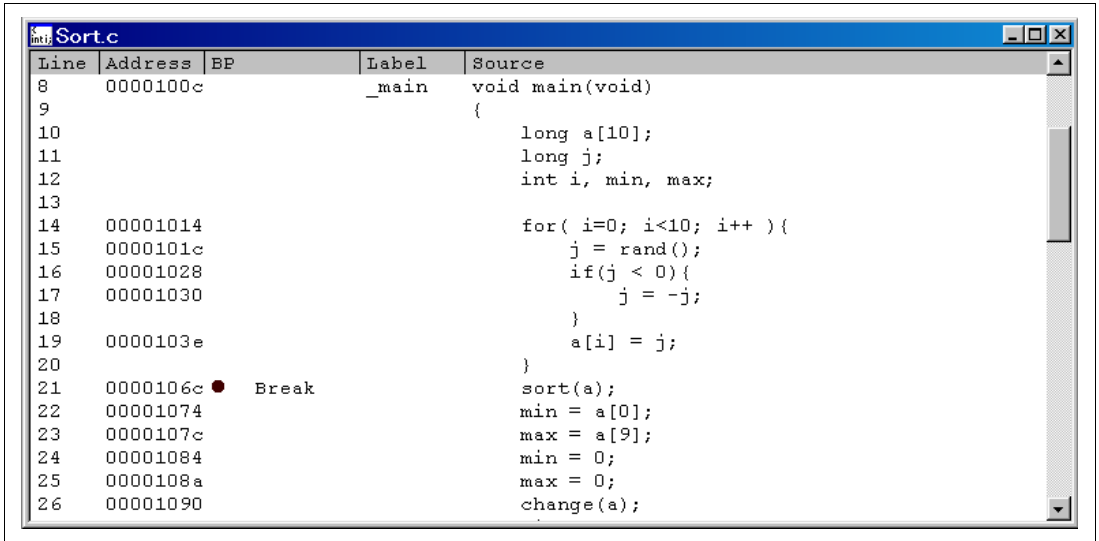 Sort.c
Line Address BP Label Source
8 0000100c _main void main(void)
9 {
10 long a[10];
11 long j;
12 int i, min, max;
13
14 00001014 for( i=0; i<10; i++ ){
15 0000101c j = rand();
16 00001028 if(j < 0){
17 00001030 j = -j;
18 }
19 0000103e a[i] = j;
20 }
21 0000106c Break sort(a);
22 00001074 min = a[0];
23 0000107c max = a[9];
24 00001084 min = 0;
25 0000108a max = 0;
26 00001090 change(a);